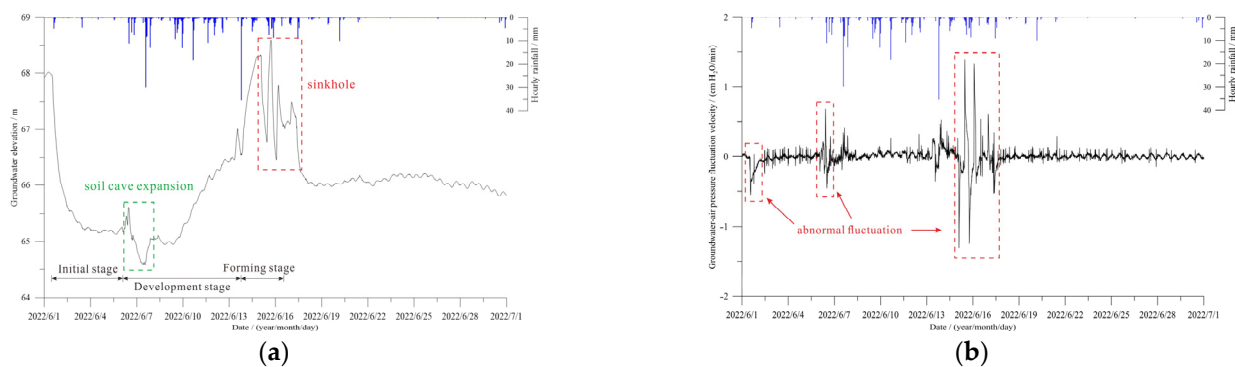 69
68
67
66
65
64
Groundwater elevation / m
0
10
20
30
40
Hourly rainfall / mm
sinkhole
soil cave expansion
Initial stage
Development stage
Forming stage
2022/6/1 2022/6/4 2022/6/7 2022/6/10 2022/6/13 2022/6/16 2022/6/19 2022/6/22 2022/6/25 2022/6/28 2022/7/1
Date / (year/month/day)
(a)
2
1
0
-1
-2
Groundwater-air pressure fluctuation velocity / (cm H₂O/min)
0
10
20
30
40
Hourly rainfall / mm
abnormal fluctuation
2022/6/1 2022/6/4 2022/6/7 2022/6/10 2022/6/13 2022/6/16 2022/6/19 2022/6/22 2022/6/25 2022/6/28 2022/7/1
Date / (year/month/day)
(b)